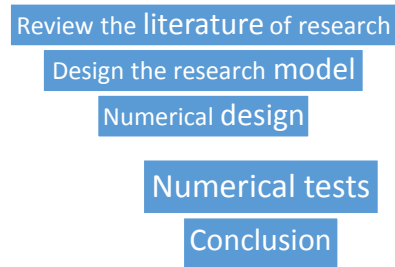 Review the literature of research
Design the research model
Numerical design
Numerical tests
Conclusion